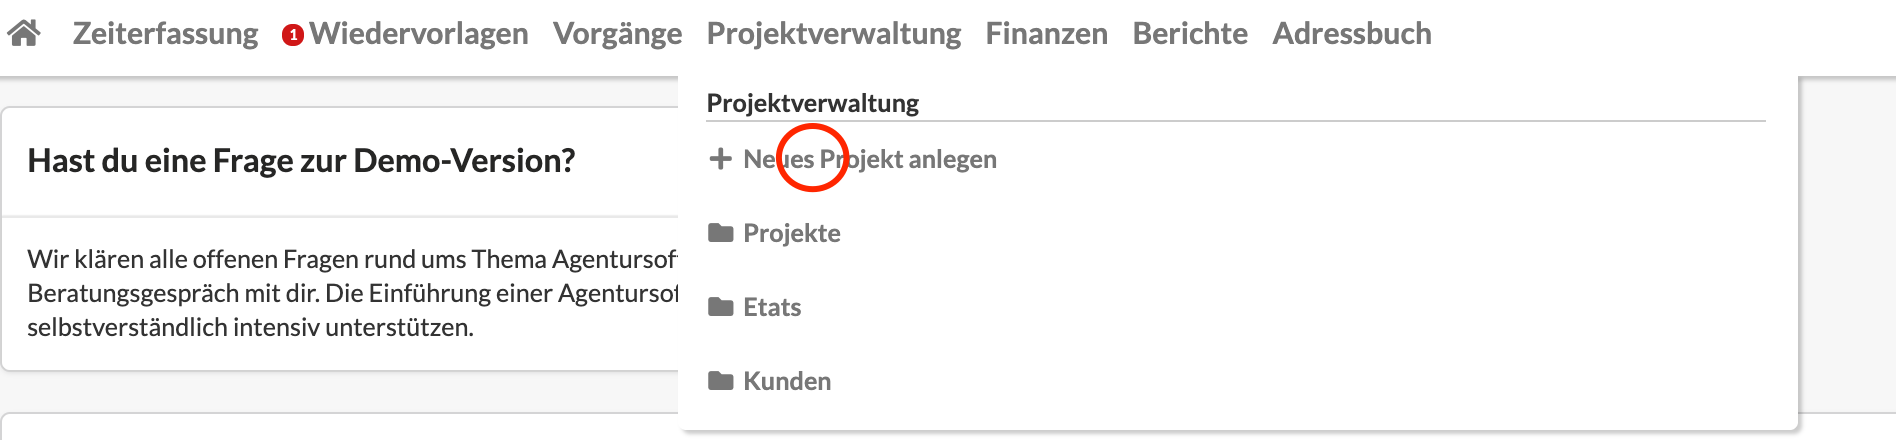 Zeiterfassung 1 Wiedervorlagen Vorgänge Projektverwaltung Finanzen Berichte Adressbuch
Projektverwaltung
Neues Projekt anlegen
Projekte
Etats
Kunden
Hast du eine Frage zur Demo-Version?
Wir klären alle offenen Fragen rund ums Thema
Beratungsgespräch mit dir. Die Einführung einer
selbstverständlich intensiv unterstützen.